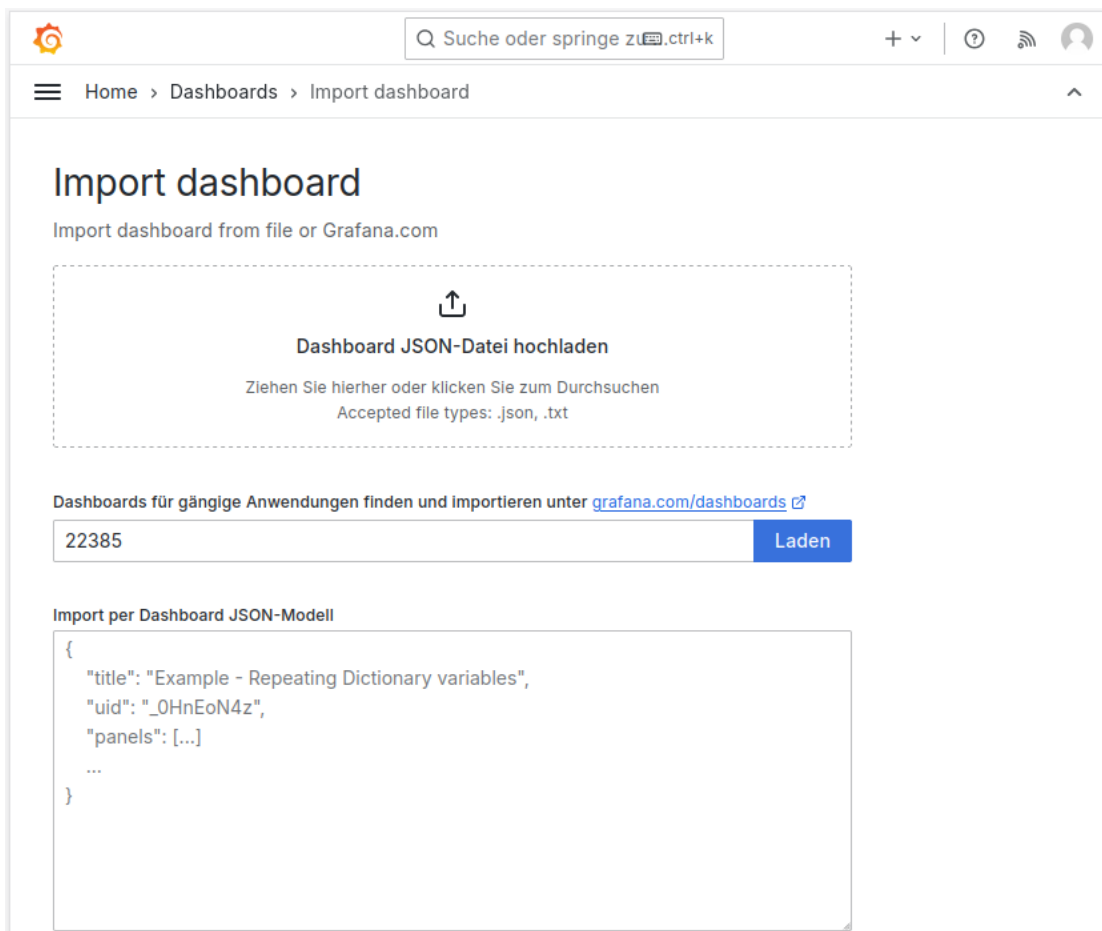 Suche oder springe zu ctrl+k
Home › Dashboards › Import dashboard
Import dashboard
Import dashboard from file or Grafana.com
Dashboard JSON-Datei hochladen
Ziehen Sie hierher oder klicken Sie zum Durchsuchen
Accepted file types: .json, .txt
Dashboards für gängige Anwendungen finden und importieren unter grafana.com/dashboards
22385 Laden
Import per Dashboard JSON-Modell
{
"title": "Example - Repeating Dictionary variables",
"uid": "_0HnEoN4z",
"panels": [...]
...
}